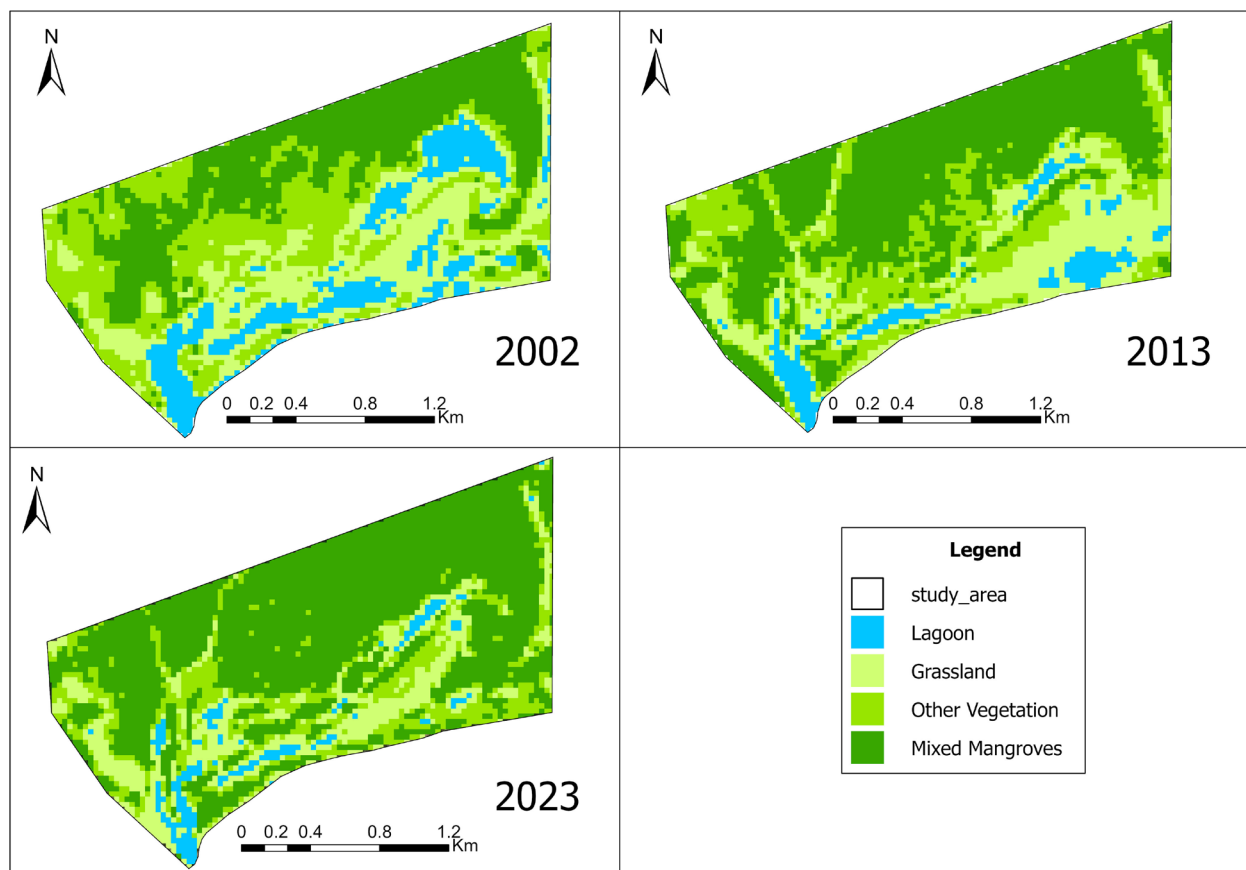 N
2002
0 0.2 0.4 0.8 1.2
Km
N
2013
0 0.2 0.4 0.8 1.2
Km
N
2023
0 0.2 0.4 0.8 1.2
Km
Legend
study_area
Lagoon
Grassland
Other Vegetation
Mixed Mangroves